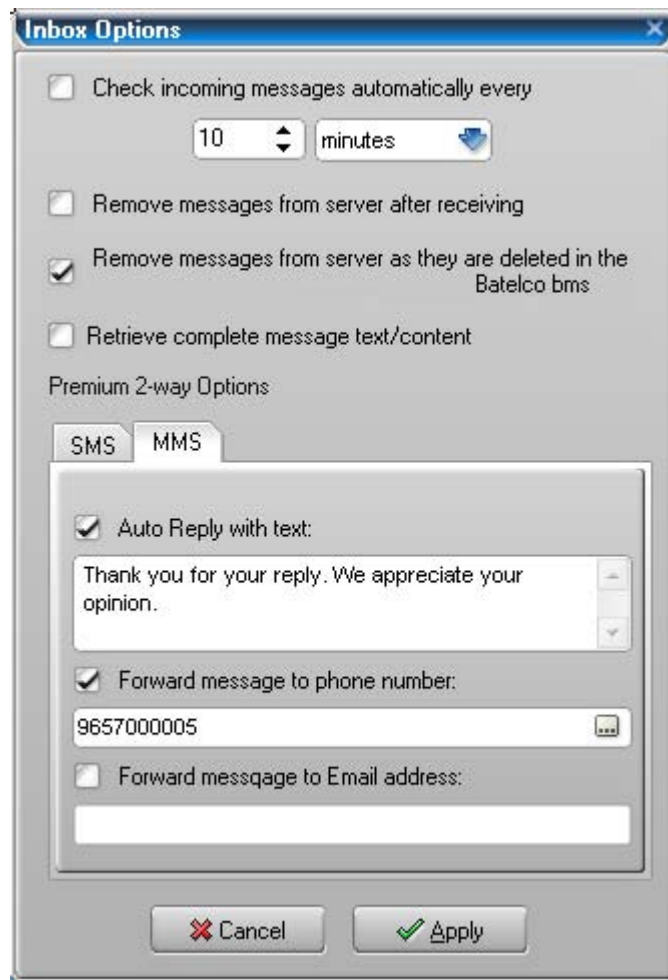 Inbox Options
Check incoming messages automatically every
10 minutes
Remove messages from server after receiving
Remove messages from server as they are deleted in the
Batelco bms
Retrieve complete message text/content
Premium 2-way Options
SMS MMS
Auto Reply with text:
Thank you for your reply. We appreciate your
opinion.
Forward message to phone number:
9657000005
...
Forward messqage to Email address:
Cancel Apply